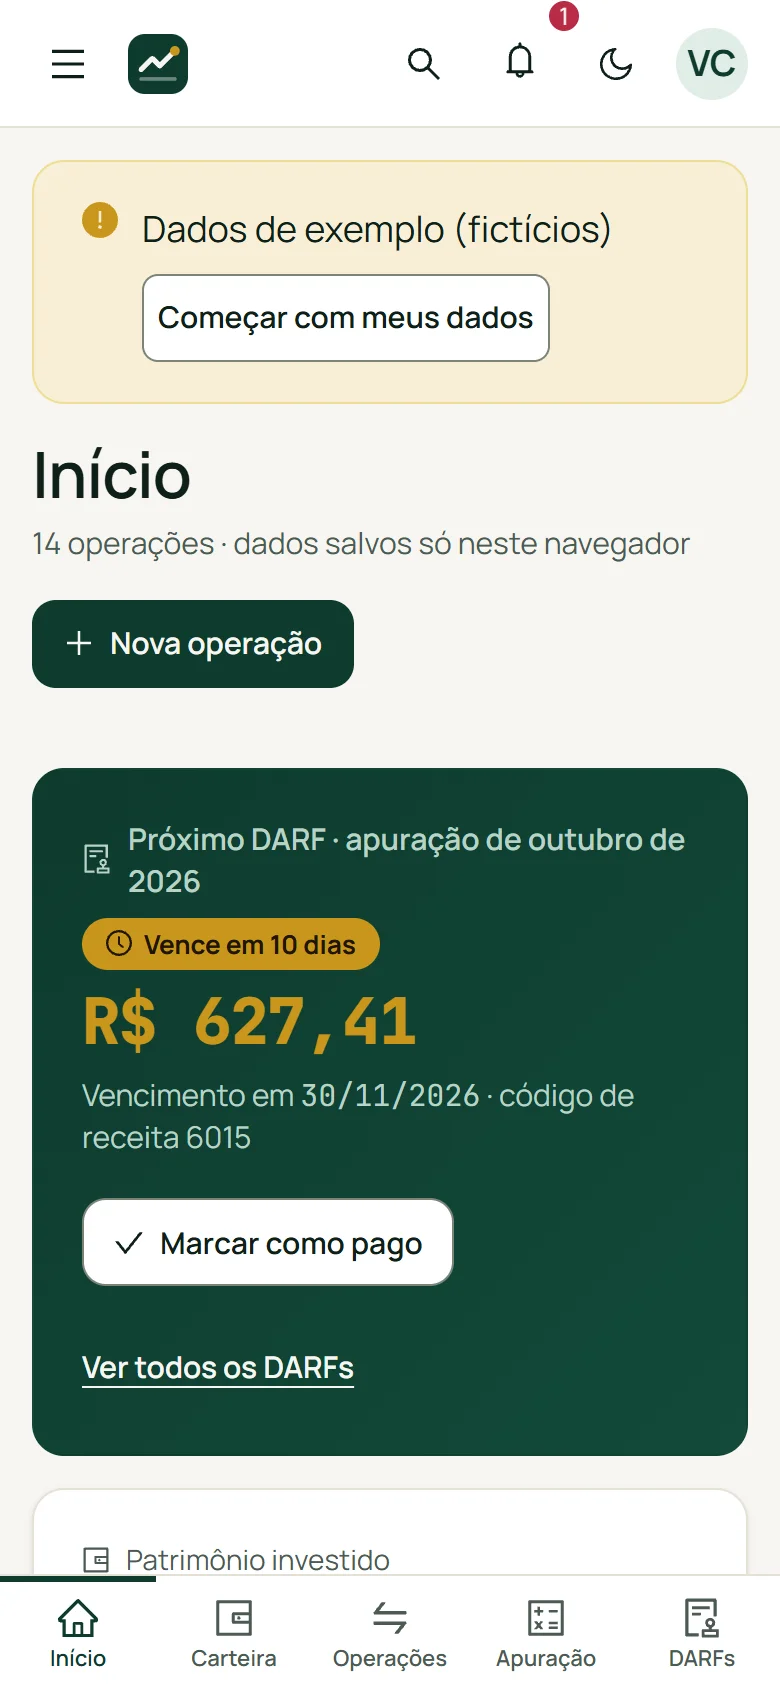 1
VC
Dados de exemplo (fictícios)
Começar com meus dados
Início
14 operações · dados salvos só neste navegador
Nova operação
Próximo DARF · apuração de outubro de
2026
Vence em 10 dias
R$ 627,41
Vencimento em 30/11/2026 · código de
receita 6015
Marcar como pago
Ver todos os DARFs
Patrimônio investido
Início
Carteira
Operações
Apuração
DARFs